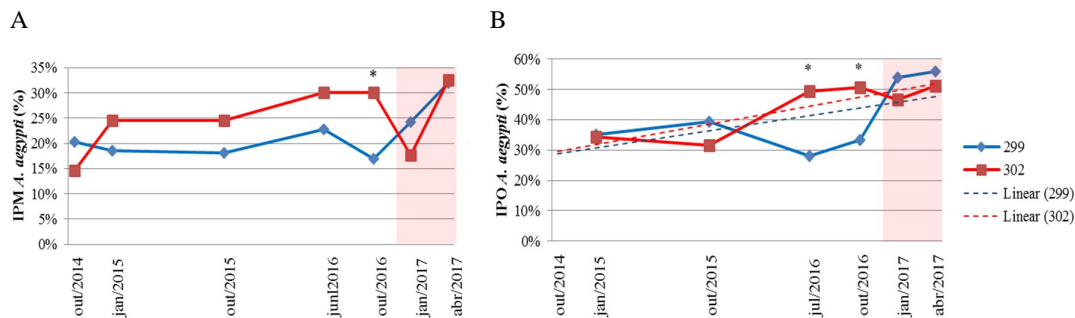 A
IPM A. aegypti (%)
35%
30%
25%
20%
15%
10%
5%
0%
*
out/2014
jan/2015
out/2015
junl2016
out/2016
jan/2017
abr/2017
B
IPO A. aegypti (%)
60%
50%
40%
30%
20%
10%
0%
*
*
out/2014
jan/2015
out/2015
jul/2016
out/2016
jan/2017
abr/2017
299
302
Linear (299)
Linear (302)